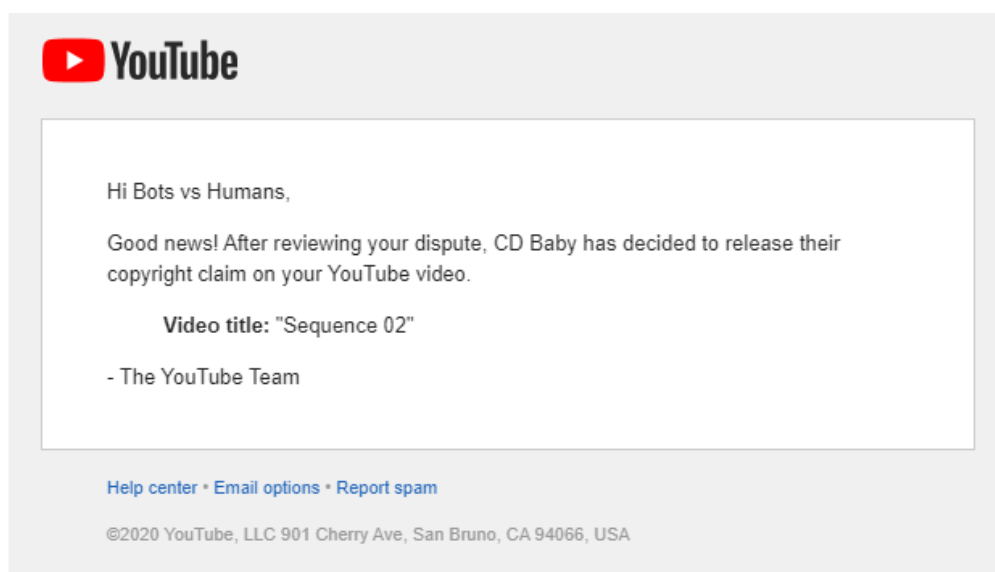 YouTube
Hi Bots vs Humans,
Good news! After reviewing your dispute, CD Baby has decided to release their
copyright claim on your YouTube video.
Video title: "Sequence 02"
- The YouTube Team
Help center • Email options • Report spam
©2020 YouTube, LLC 901 Cherry Ave, San Bruno, CA 94066, USA